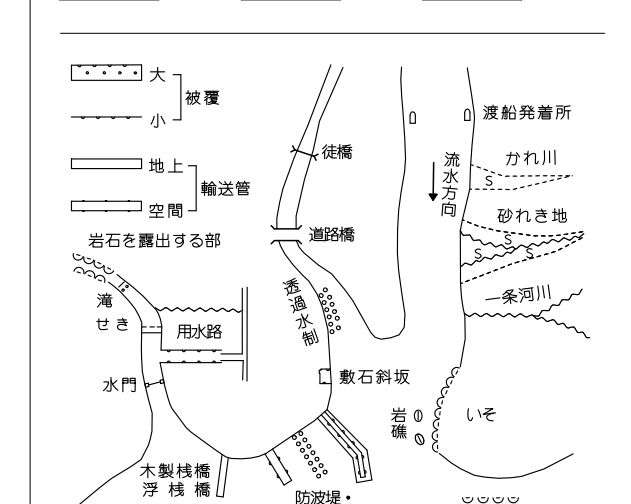 大
小
被覆
地上
空間
輸送管
岩石を露出する部
滝
せき
用水路
水門
木製桟橋
浮桟橋
徒橋
道路橋
透過水制
敷石斜坂
防波堤・
渡船発着所
流水方向
かれ川
S
砂れき地
S
S
S
一条河川
岩礁
いそ